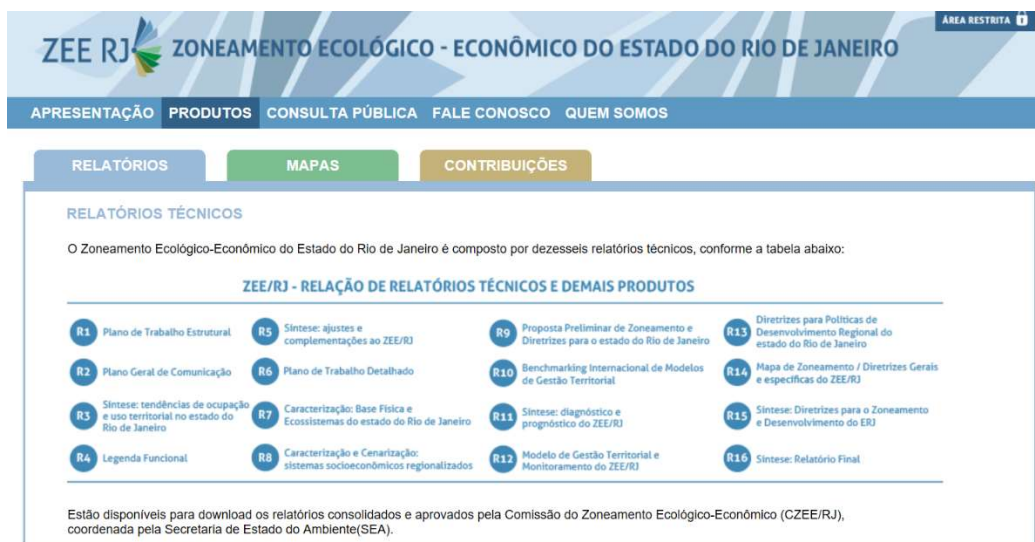 ÁREA RESTRITA
ZEE RJ
ZONEAMENTO ECOLÓGICO - ECONÔMICO DO ESTADO DO RIO DE JANEIRO
APRESENTAÇÃO PRODUTOS CONSULTA PÚBLICA FALE CONOSCO QUEM SOMOS
RELATÓRIOS MAPAS CONTRIBUIÇÕES
RELATÓRIOS TÉCNICOS
O Zoneamento Ecológico-Econômico do Estado do Rio de Janeiro é composto por dezesseis relatórios técnicos, conforme a tabela abaixo:
ZEE/RJ - RELAÇÃO DE RELATÓRIOS TÉCNICOS E DEMAIS PRODUTOS
R1 Plano de Trabalho Estrutural
R2 Plano Geral de Comunicação
R3 Síntese: tendências de ocupação
e uso territorial no estado do
Rio de Janeiro
R4 Legenda Funcional
R5 Síntese: ajustes e
complementações ao ZEE/RJ
R6 Plano de Trabalho Detalhado
R7 Caracterização: Base Física e
Ecossistemas do estado do Rio de Janeiro
R8 Caracterização e Cenarização:
sistemas socioeconômicos regionalizados
R9 Proposta Preliminar de Zoneamento e
Diretrizes para o estado do Rio de Janeiro
R10 Benchmarking Internacional de Modelos
de Gestão Territorial
R11 Síntese: diagnóstico e
prognóstico do ZEE/RJ
R12 Modelo de Gestão Territorial e
Monitoramento do ZEE/RJ
R13 Diretrizes para Políticas de
Desenvolvimento Regional do
estado do Rio de Janeiro
R14 Mapa de Zoneamento / Diretrizes Gerais
e específicas do ZEE/RJ
R15 Síntese: Diretrizes para o Zoneamento
e Desenvolvimento do ERJ
R16 Síntese: Relatório Final
Estão disponíveis para download os relatórios consolidados e aprovados pela Comissão do Zoneamento Ecológico-Econômico (CZEE/RJ),
coordenada pela Secretaria de Estado do Ambiente(SEA).